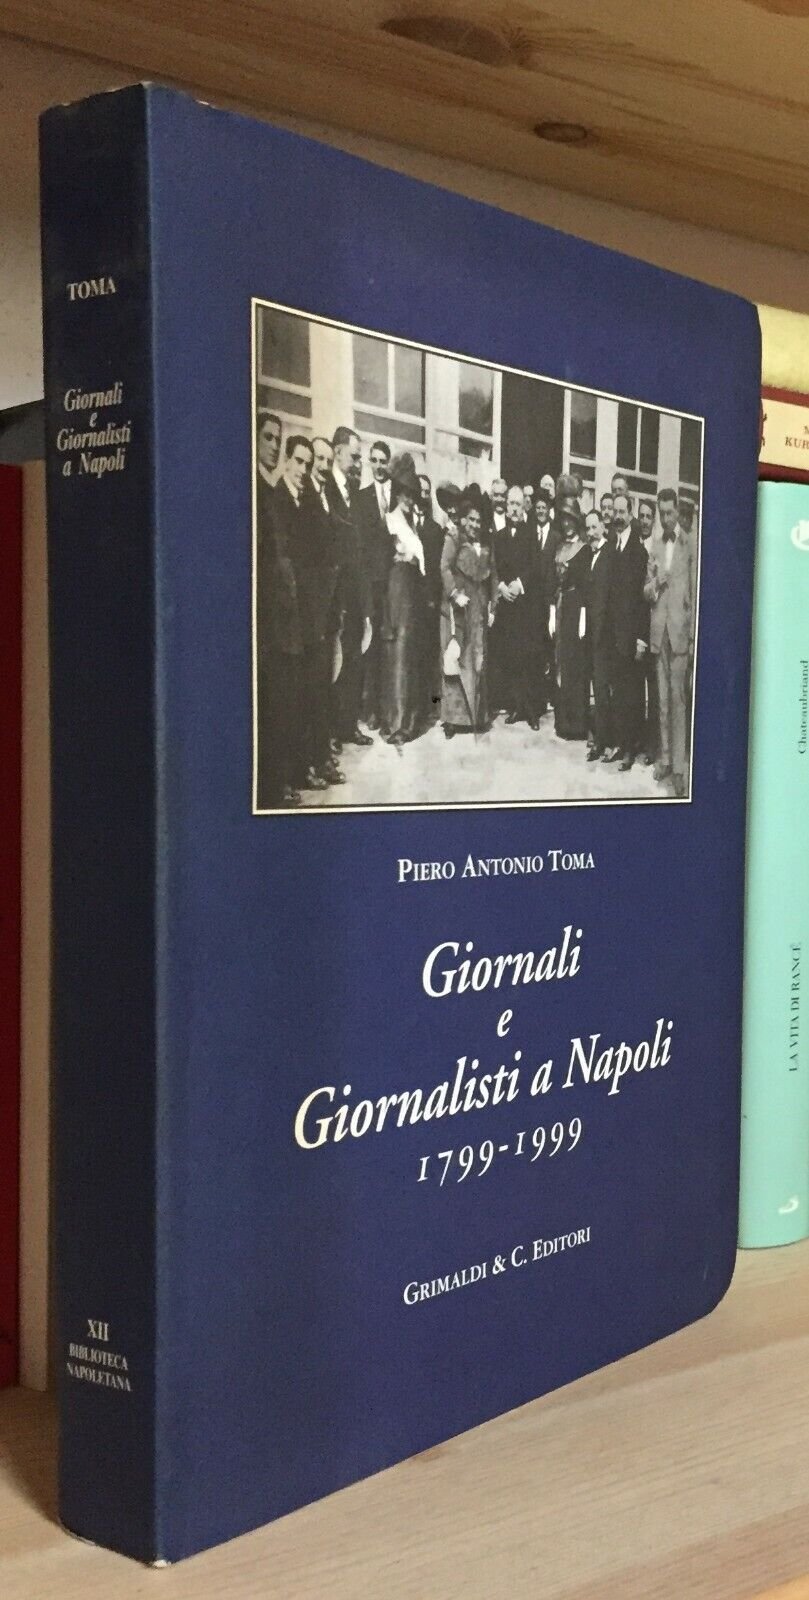 TOMA
Giornali
e
Giornalisti
a Napoli
XII
BIBLIOTECA
NAPOLETANA
PIERO ANTONIO TOMA
Giornali
e
Giornalisti a Napoli
1799-1999
GRIMALDI & C. EDITORI
KUR
Chateaubriand
LA VITA DI RANCÉ